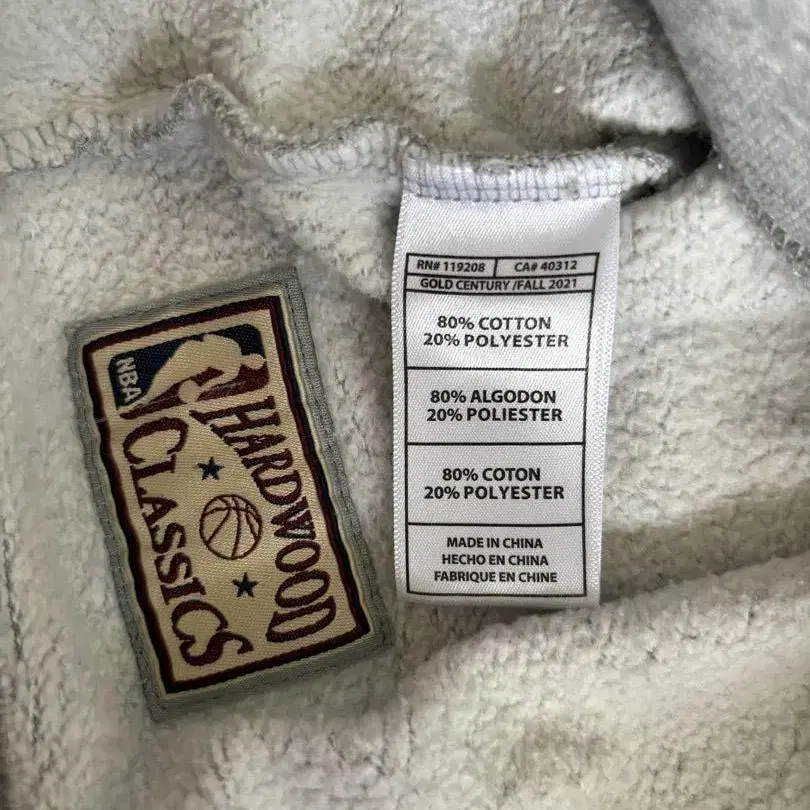 NBA
HARDWOOD
CLASSICS
RN# 119208 CA# 40312
GOLD CENTURY /FALL 2021
80% COTTON
20% POLYESTER
80% ALGODON
20% POLIESTER
80% COTON
20% POLYESTER
MADE IN CHINA
HECHO EN CHINA
FABRIQUE EN CHINE